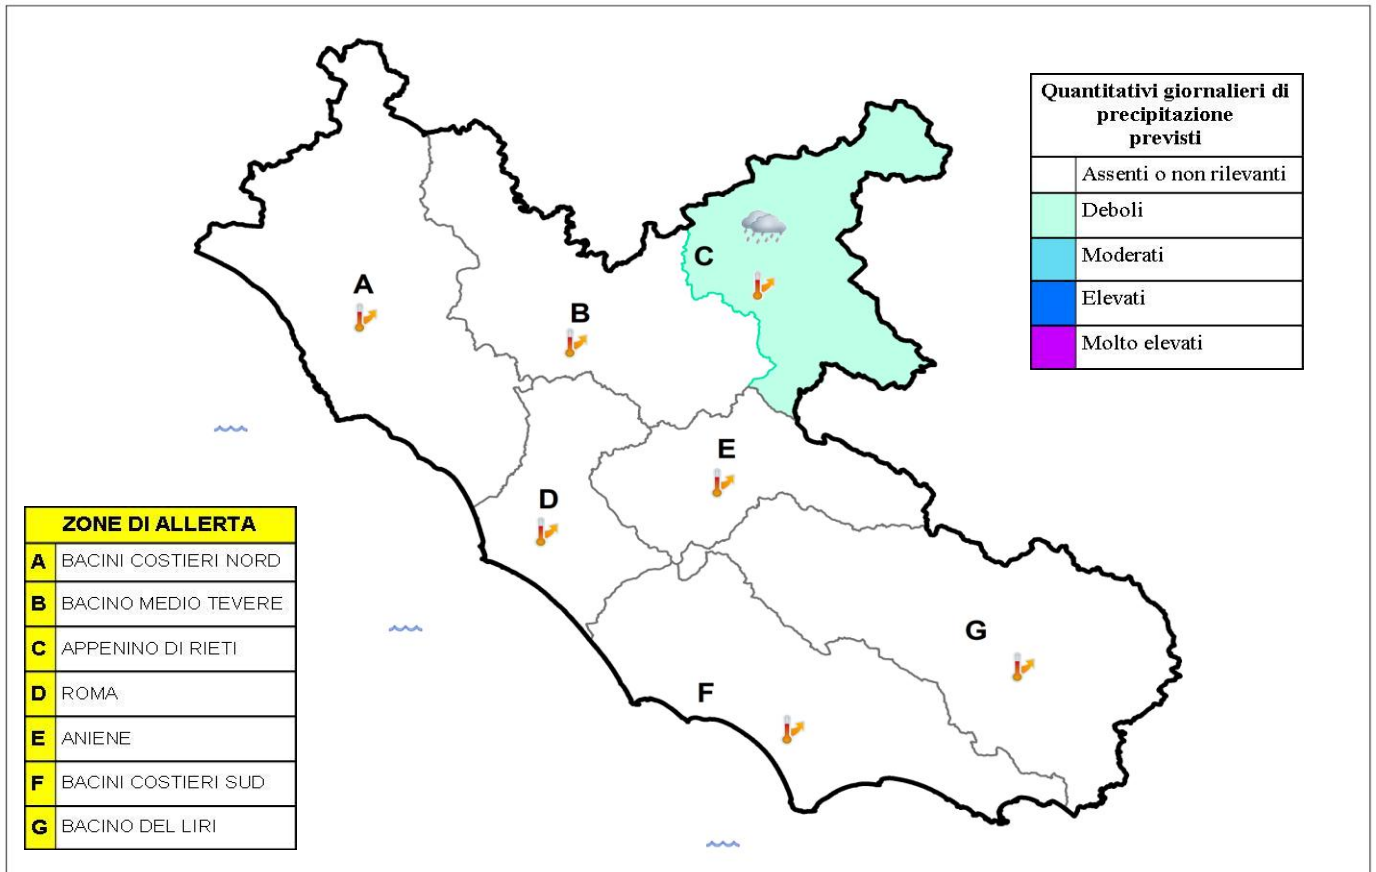 Quantitativi giornalieri di
precipitazione
previsti
Assenti o non rilevanti
Deboli
Moderati
Elevati
Molto elevati
C
A
B
E
D
G
F
ZONE DI ALLERTA
A BACINI COSTIERI NORD
B BACINO MEDIO TEVERE
C APPENINO DI RIETI
D ROMA
E ANIENE
F BACINI COSTIERI SUD
G BACINO DEL LIRI